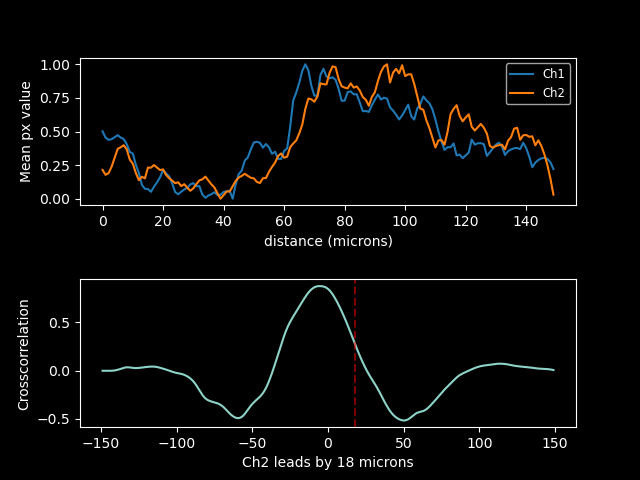 1.00
0.75
0.50
0.25
0.00
Mean px value
Ch1
Ch2
0 20 40 60 80 100 120 140
distance (microns)
0.5
0.0
−0.5
Crosscorrelation
−150 −100 −50 0 50 100 150
Ch2 leads by 18 microns